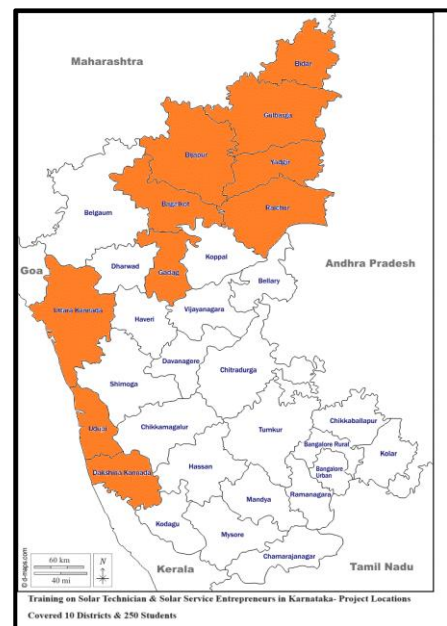 Maharashtra
Bidar
Gulbarga
Bijapur
Yadgir
Bagalkot
Raichur
Belgaum
Koppal
Goa
Dharwad
Gadag
Andhra Pradesh
Bellary
Uttara Kannada
Haveri
Vijayanagara
Davanagere
Chitradurga
Shimoga
Udupi
Chikkamagalur
Tumkur
Chikkaballapur
Bangalore Rural
Kolar
Dakshina Kannada
Hassan
Bangalore
Urban
Mandya
Ramanagara
Kodagu
Mysore
Chamarajanagar
60 km
40 mi
N
Kerala
Tamil Nadu
© d-maps.com
Training on Solar Technician & Solar Service Entrepreneurs in Karnataka- Project Locations
Covered 10 Districts & 250 Students